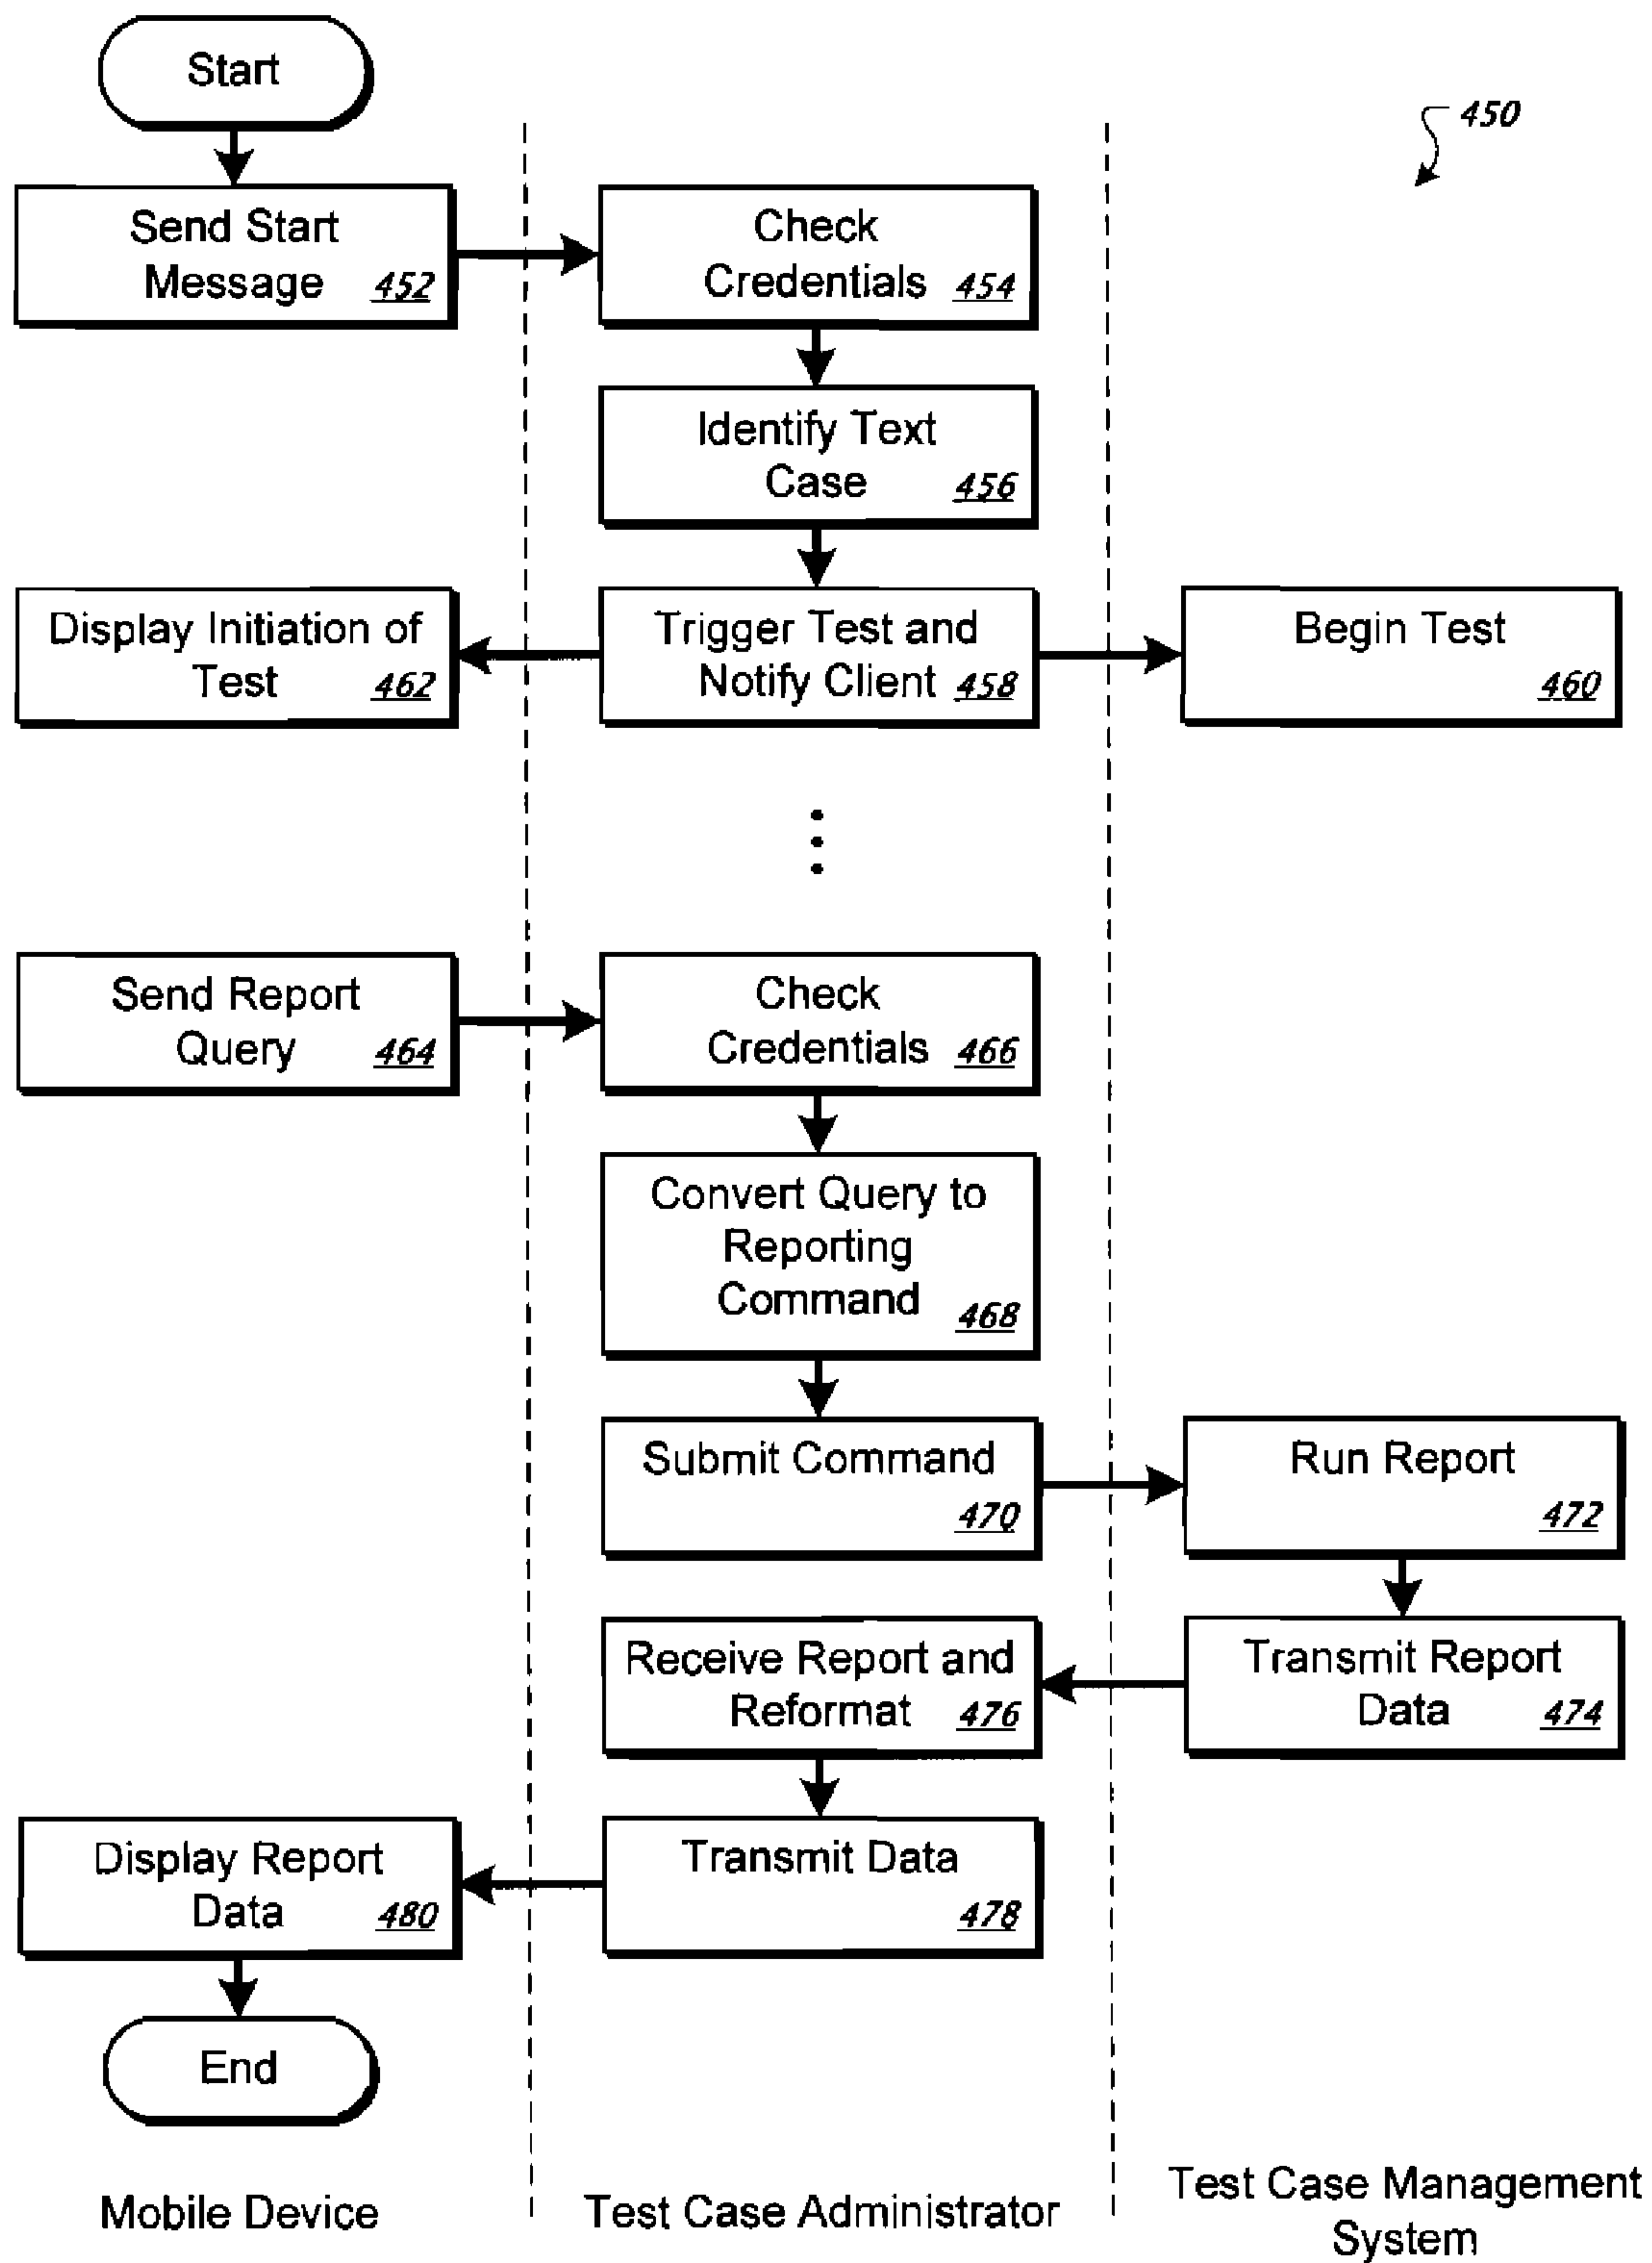 Start
450
Send Start
Message 452
Check
Credentials 454
Identify Text
Case 456
Display Initiation of
Test 462
Trigger Test and
Notify Client 458
Begin Test
460
Send Report
Query 464
Check
Credentials 466
Convert Query to
Reporting
Command 468
Submit Command
470
Run Report
472
Receive Report and
Reformat 476
Transmit Report
Data 474
Display Report
Data 480
Transmit Data
478
End
Mobile Device
Test Case Administrator
Test Case Management
System